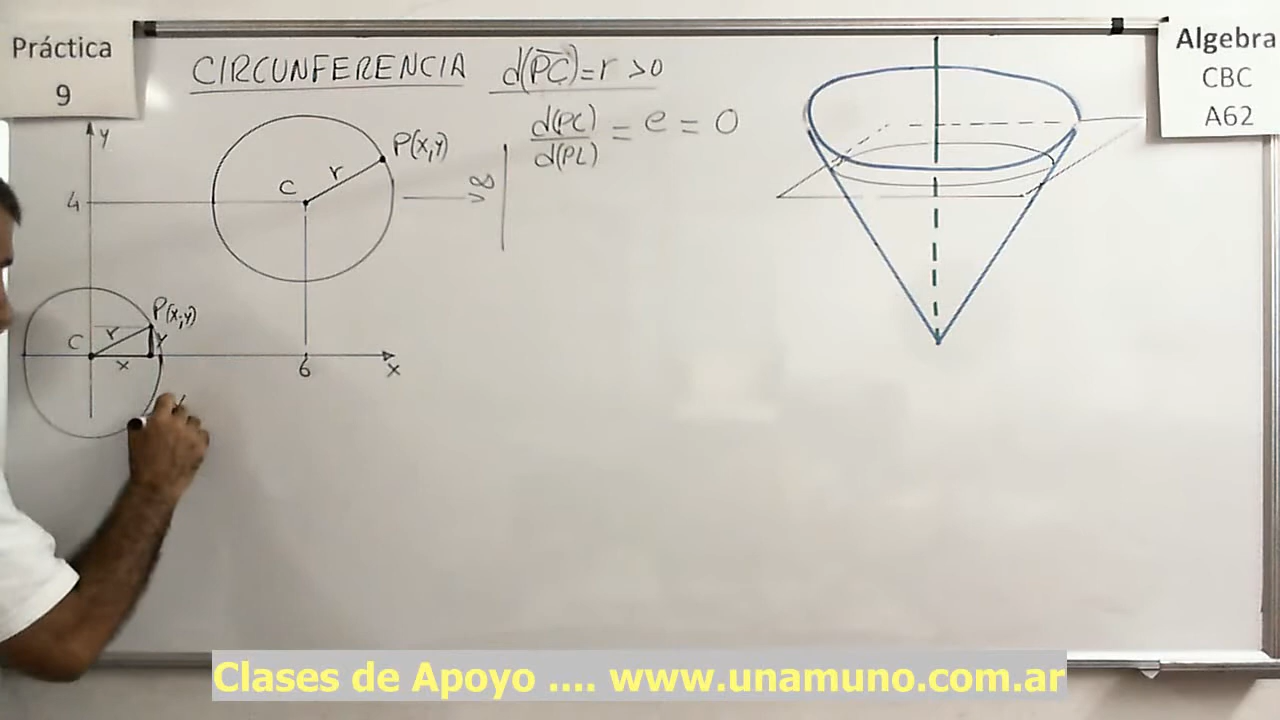 Práctica
9
CIRCUNFERENCIA d(PC)=r>0
d(PC)/d(PL) = e = 0
Algebra
CBC
A62
y
P(x,y)
r
C
4
∞
P(x,y)
r
C
y
x
6
x
Clases de Apoyo .... www.unamuno.com.ar